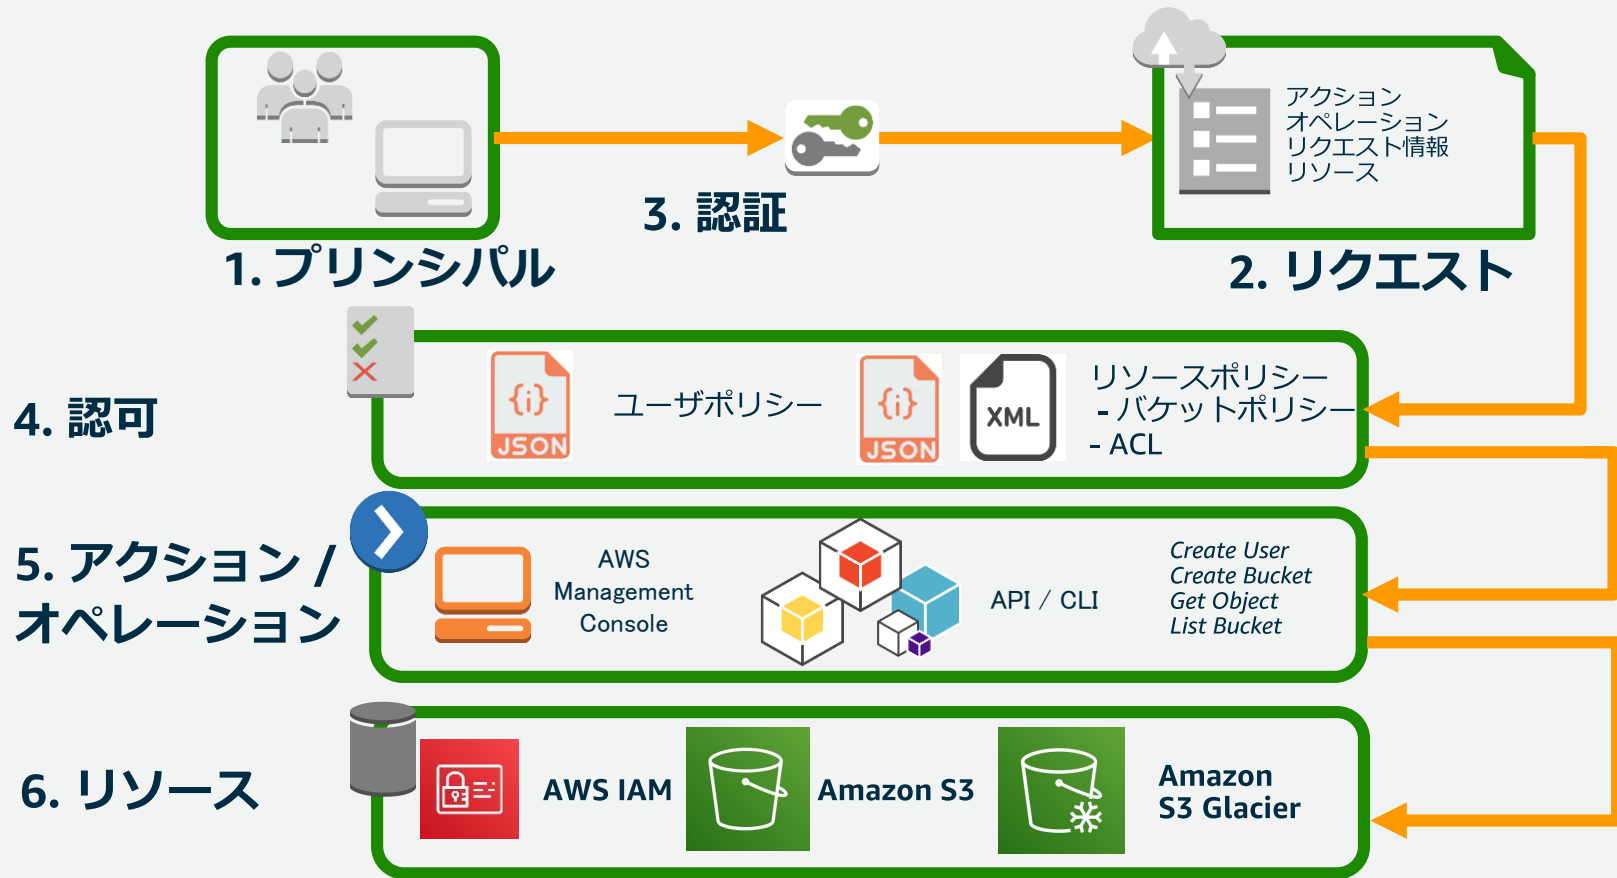 アクション
オペレーション
リクエスト情報
リソース
3. 認証
1. プリンシパル
2. リクエスト
4. 認可
{i}
JSON
ユーザポリシー
{i}
JSON
XML
リソースポリシー
- バケットポリシー
- ACL
5. アクション /
オペレーション
AWS
Management
Console
API / CLI
Create User
Create Bucket
Get Object
List Bucket
6. リソース
AWS IAM
Amazon S3
Amazon
S3 Glacier